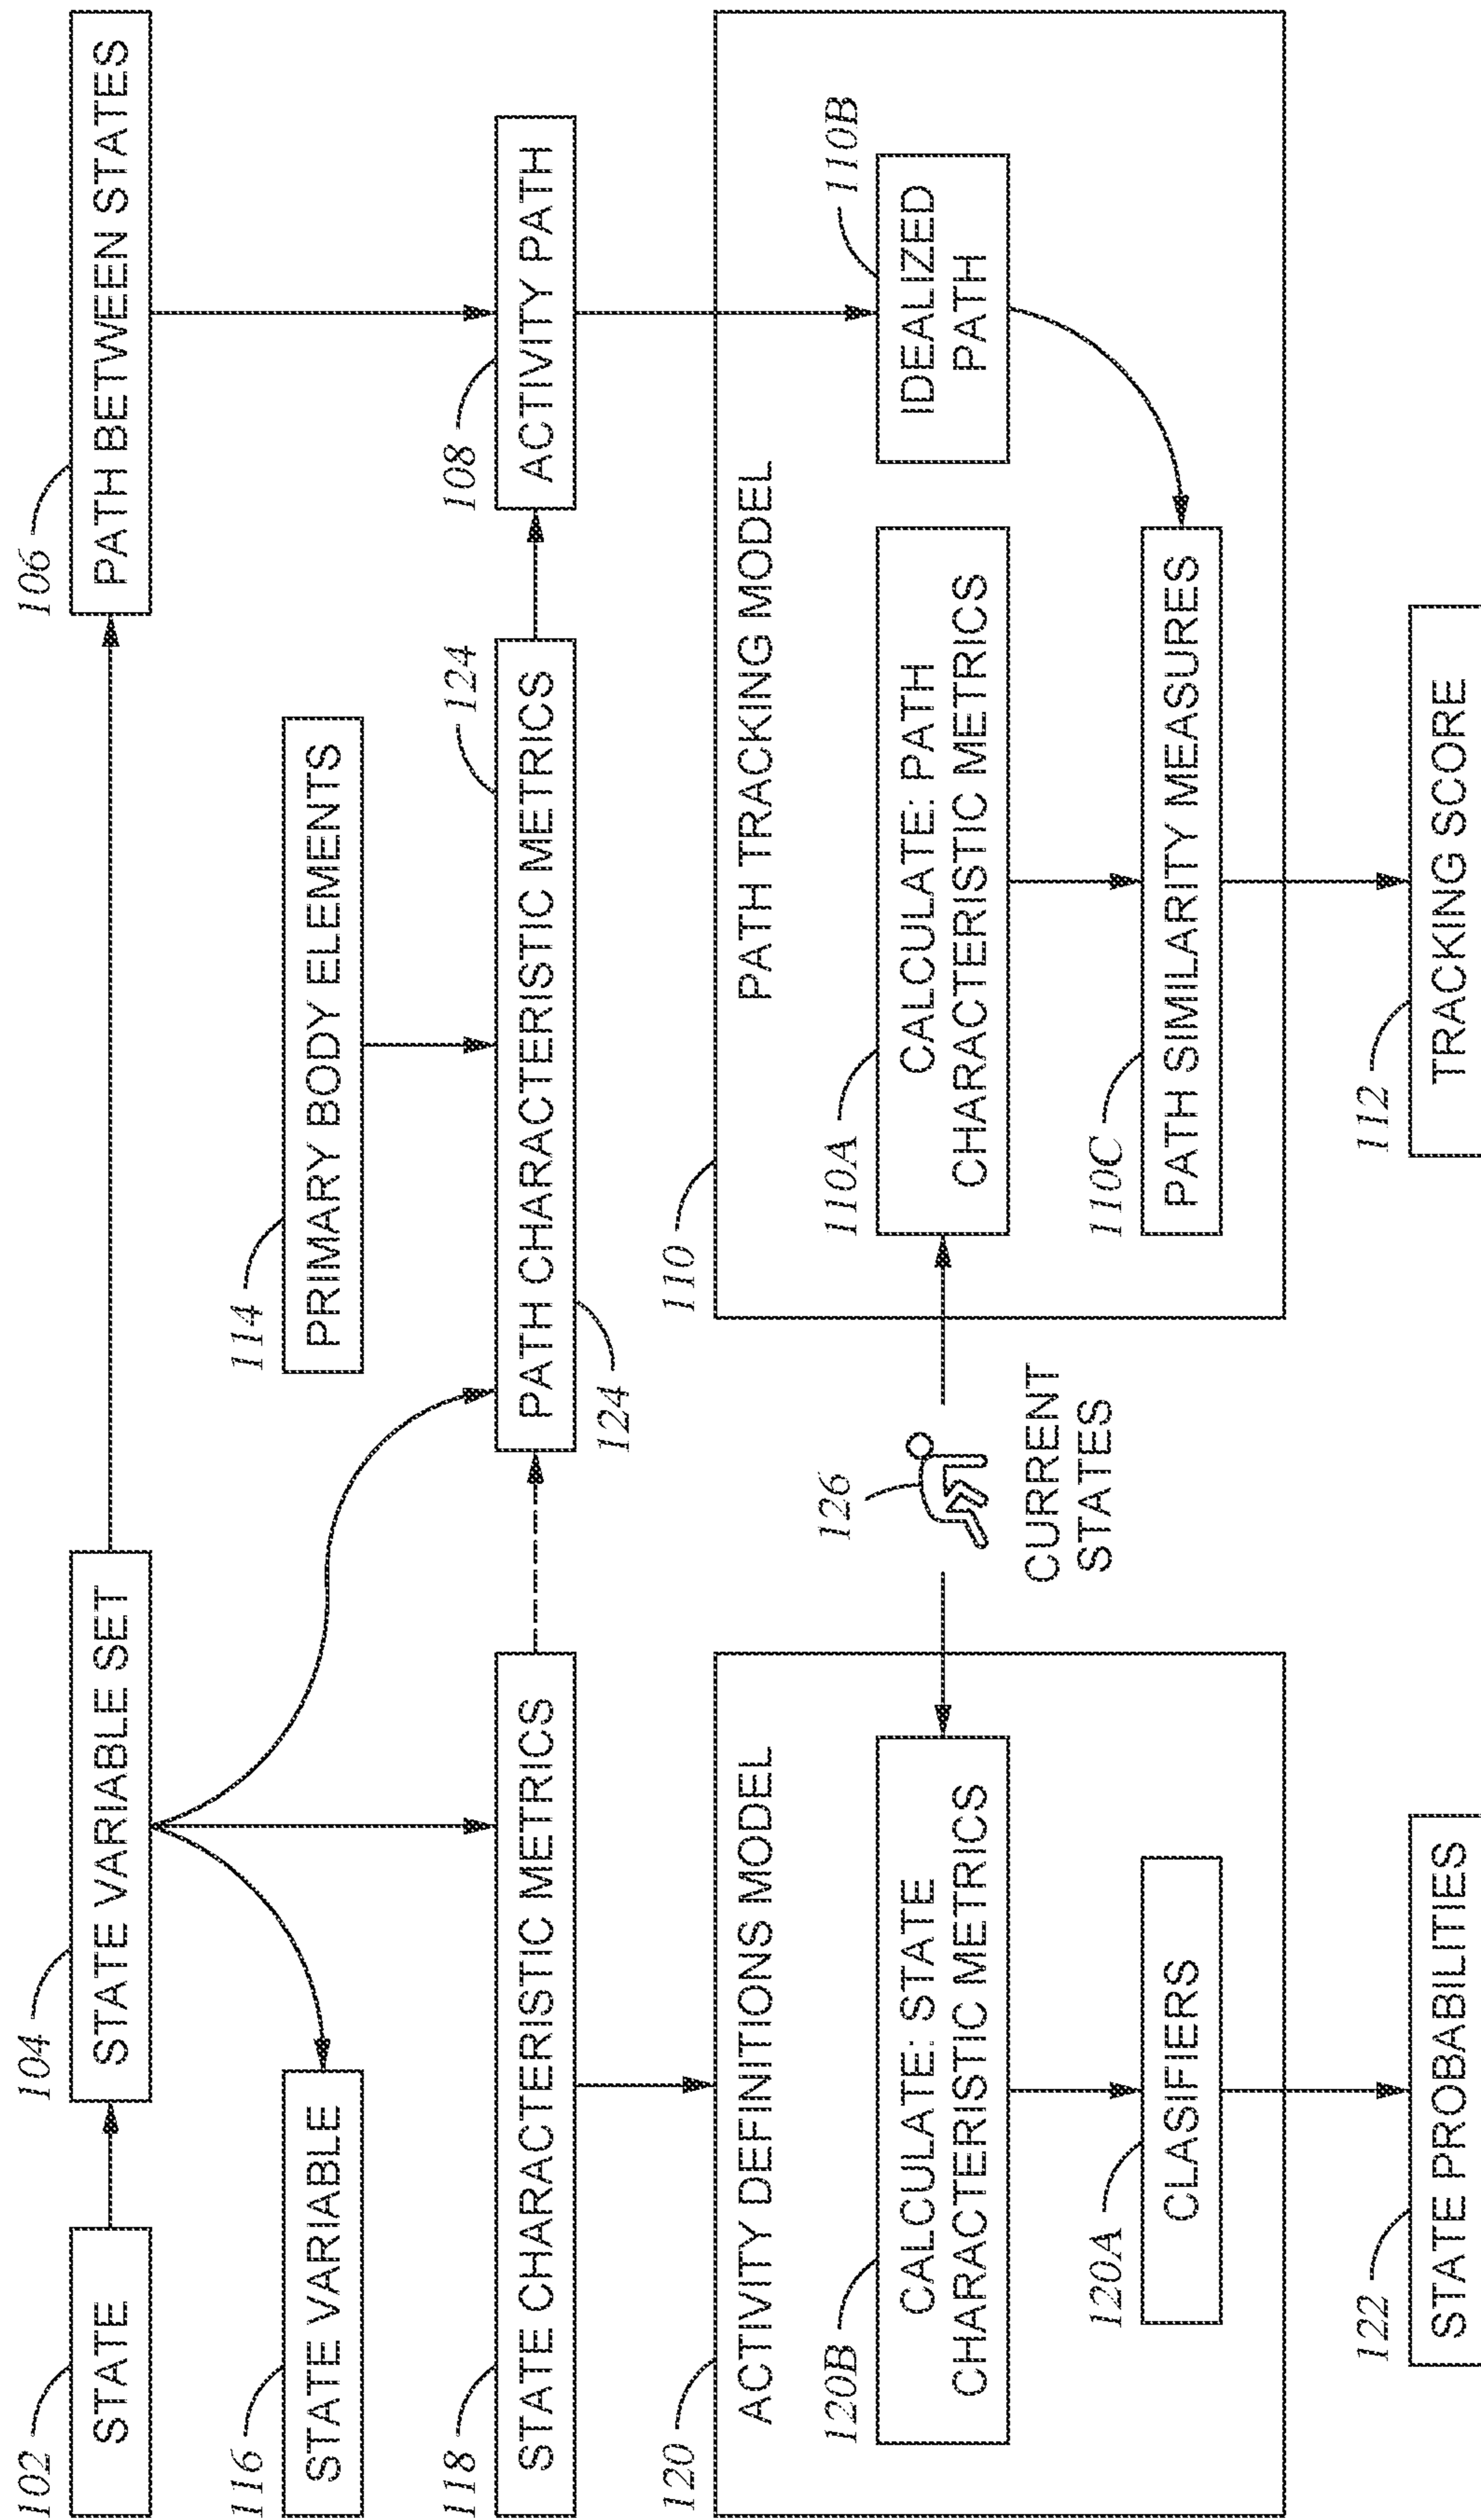 102
STATE
104
STATE VARIABLE SET
106
PATH BETWEEN STATES
116
STATE VARIABLE
114
PRIMARY BODY ELEMENTS
118
STATE CHARACTERISTIC METRICS
124
PATH CHARACTERISTIC METRICS
124
108
ACTIVITY PATH
120
ACTIVITY DEFINITIONS MODEL
120B
CALCULATE: STATE
CHARACTERISTIC METRICS
120A
CLASIFIERS
122
STATE PROBABILITIES
126
CURRENT
STATES
110
PATH TRACKING MODEL
110A
CALCULATE: PATH
CHARACTERISTIC METRICS
110B
IDEALIZED
PATH
110C
PATH SIMILARITY MEASURES
112
TRACKING SCORE